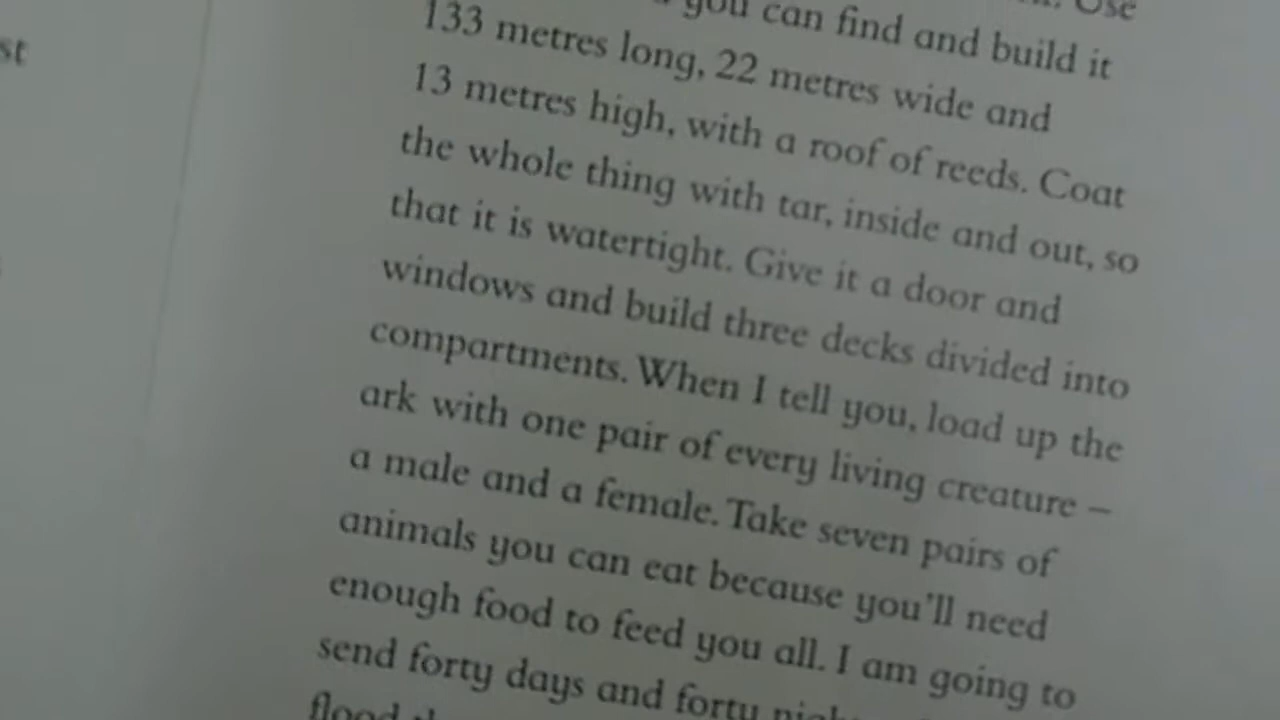 st
Use
you can find and build it
133 metres long, 22 metres wide and
13 metres high, with a roof of reeds. Coat
the whole thing with tar, inside and out, so
that it is watertight. Give it a door and
windows and build three decks divided into
compartments. When I tell you, load up the
ark with one pair of every living creature –
a male and a female. Take seven pairs of
animals you can eat because you'll need
enough food to feed you all. I am going to
send forty days and forty
flood